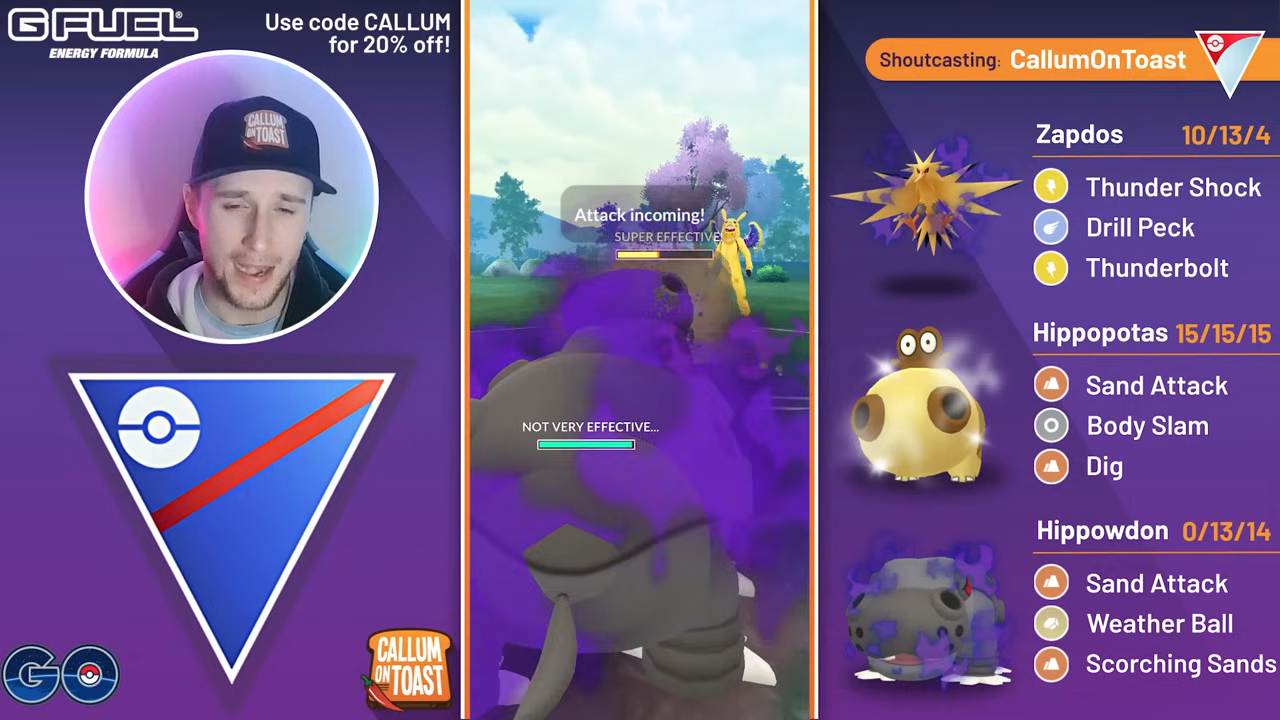 GFUEL®
ENERGY FORMULA
Use code CALLUM
for 20% off!
CALLUM
ON
TOAST
GO
CALLUM
ON
TOAST
Attack incoming!
SUPER EFFECTIVE
NOT VERY EFFECTIVE...
Shoutcasting: CallumOnToast
Zapdos 10/13/4
Thunder Shock
Drill Peck
Thunderbolt
Hippopotas 15/15/15
Sand Attack
Body Slam
Dig
Hippowdon 0/13/14
Sand Attack
Weather Ball
Scorching Sands